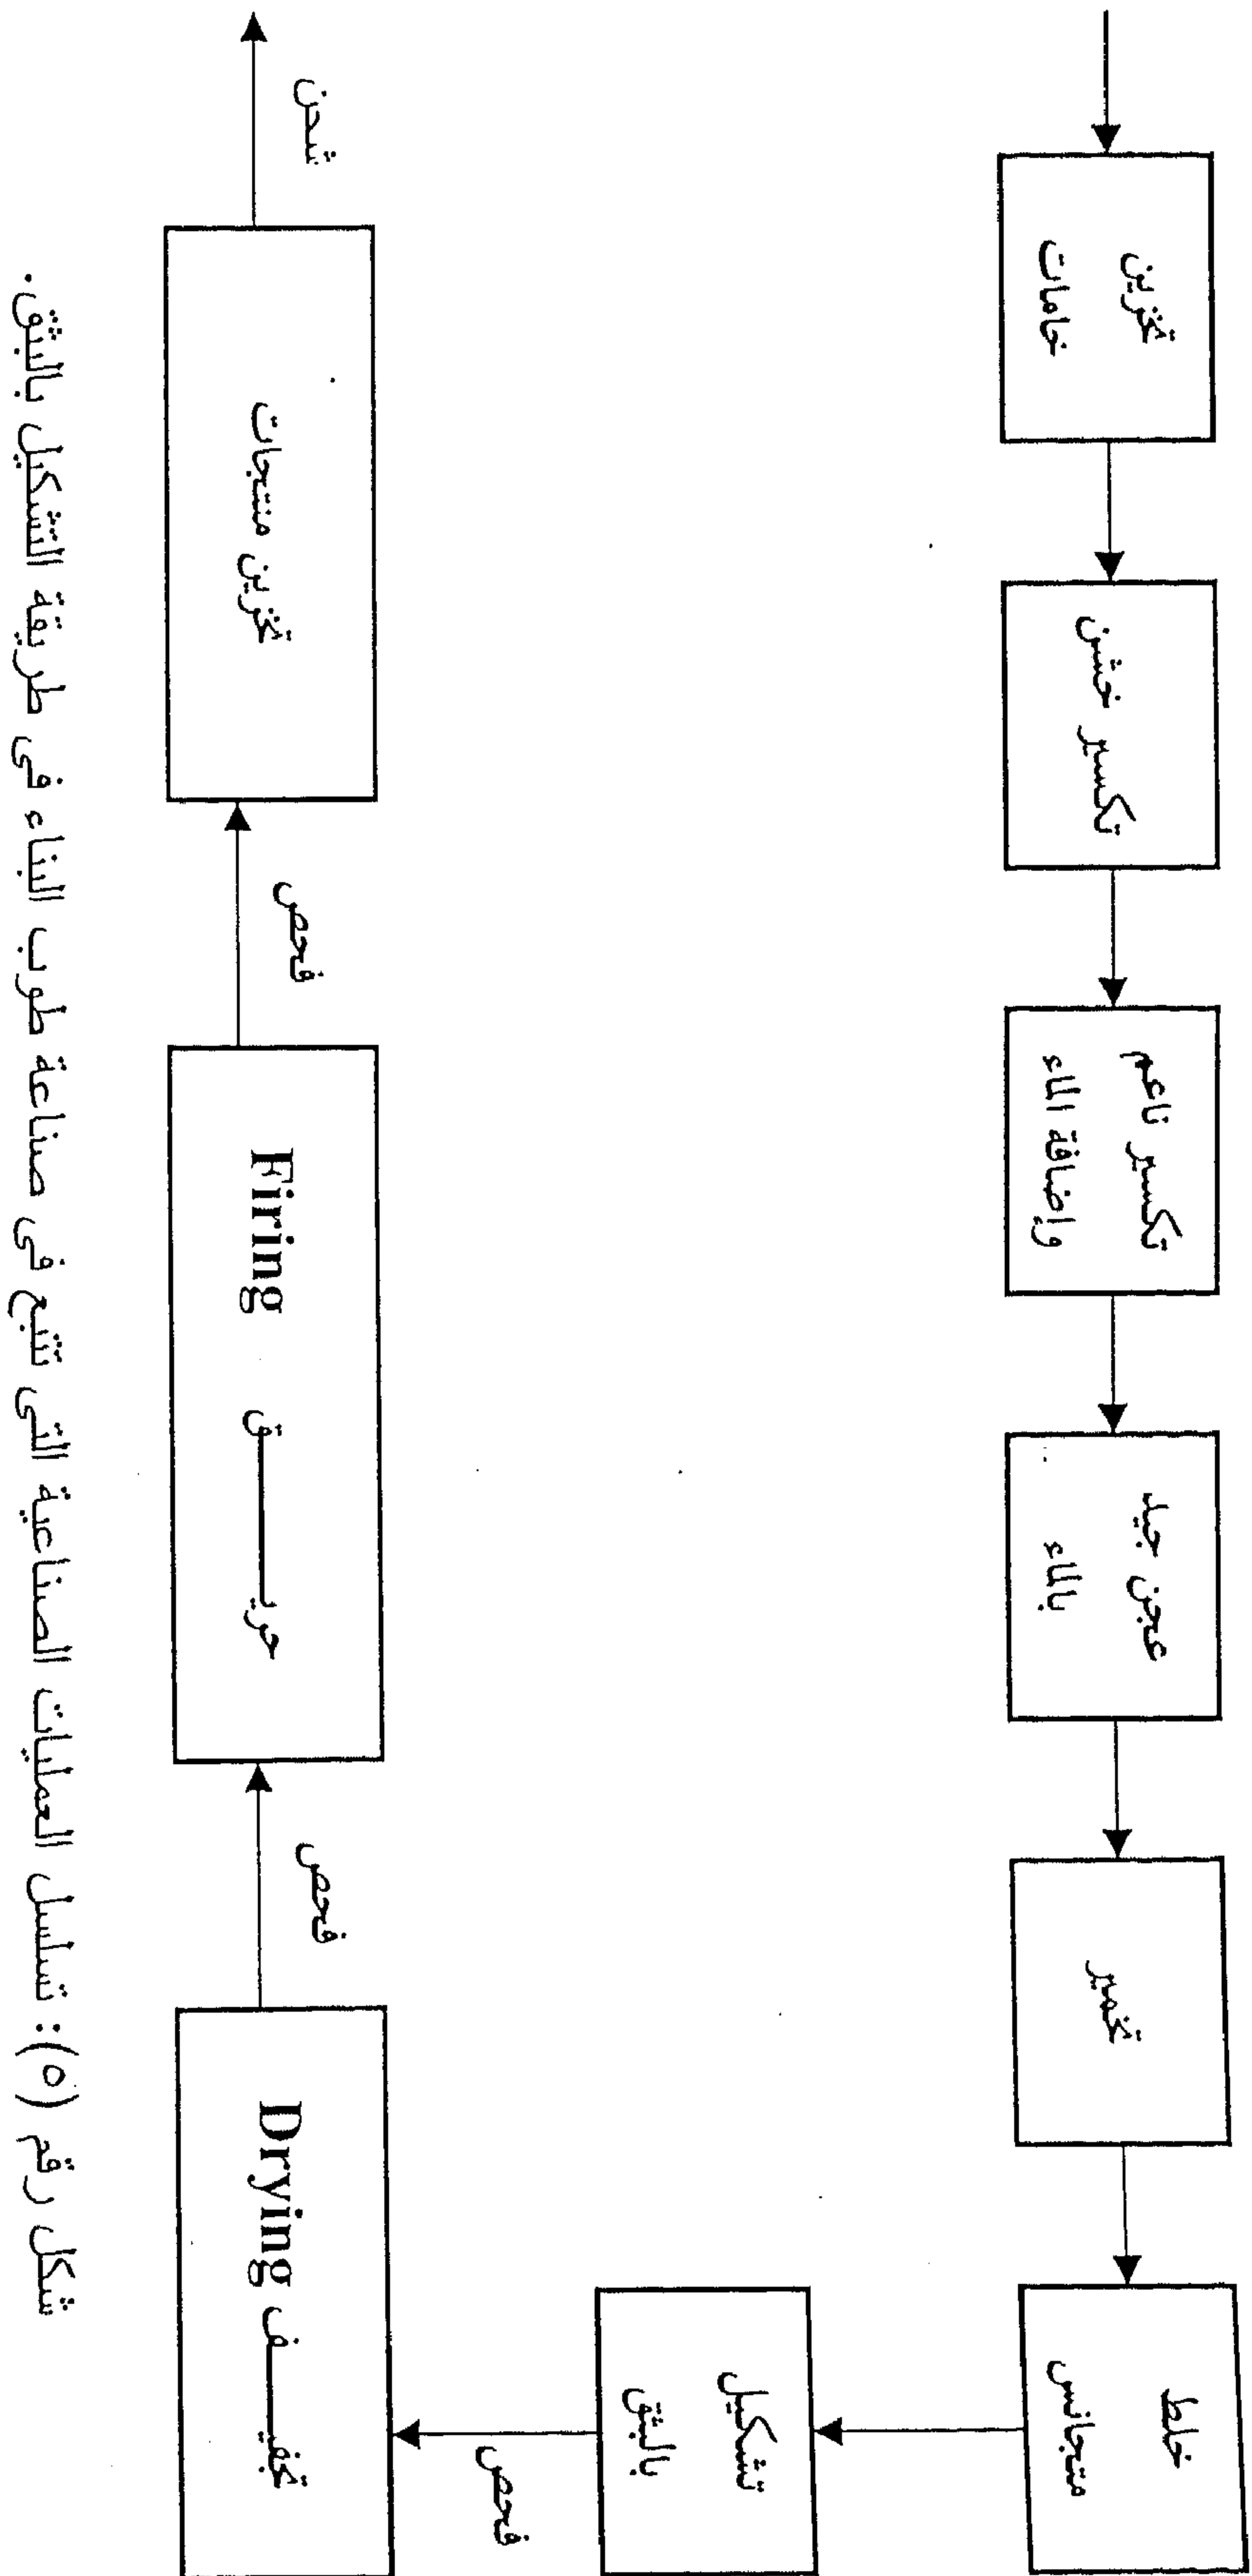 تخزين
خامات
تكسير خشن
تكسير ناعم
وإضافة الماء
عجن جيد
بالماء
تخمير
خلط
متجانس
تشكيل
بالبثق
فحص
Drying تجفيـــف
فحص
Firing حريـــق
فحص
تخزين منتجات
شحن
شكل رقم (٥): تسلسل العمليات الصناعية التى تتبع فى صناعة طوب البناء فى طريقة التشكيل بالبثق.